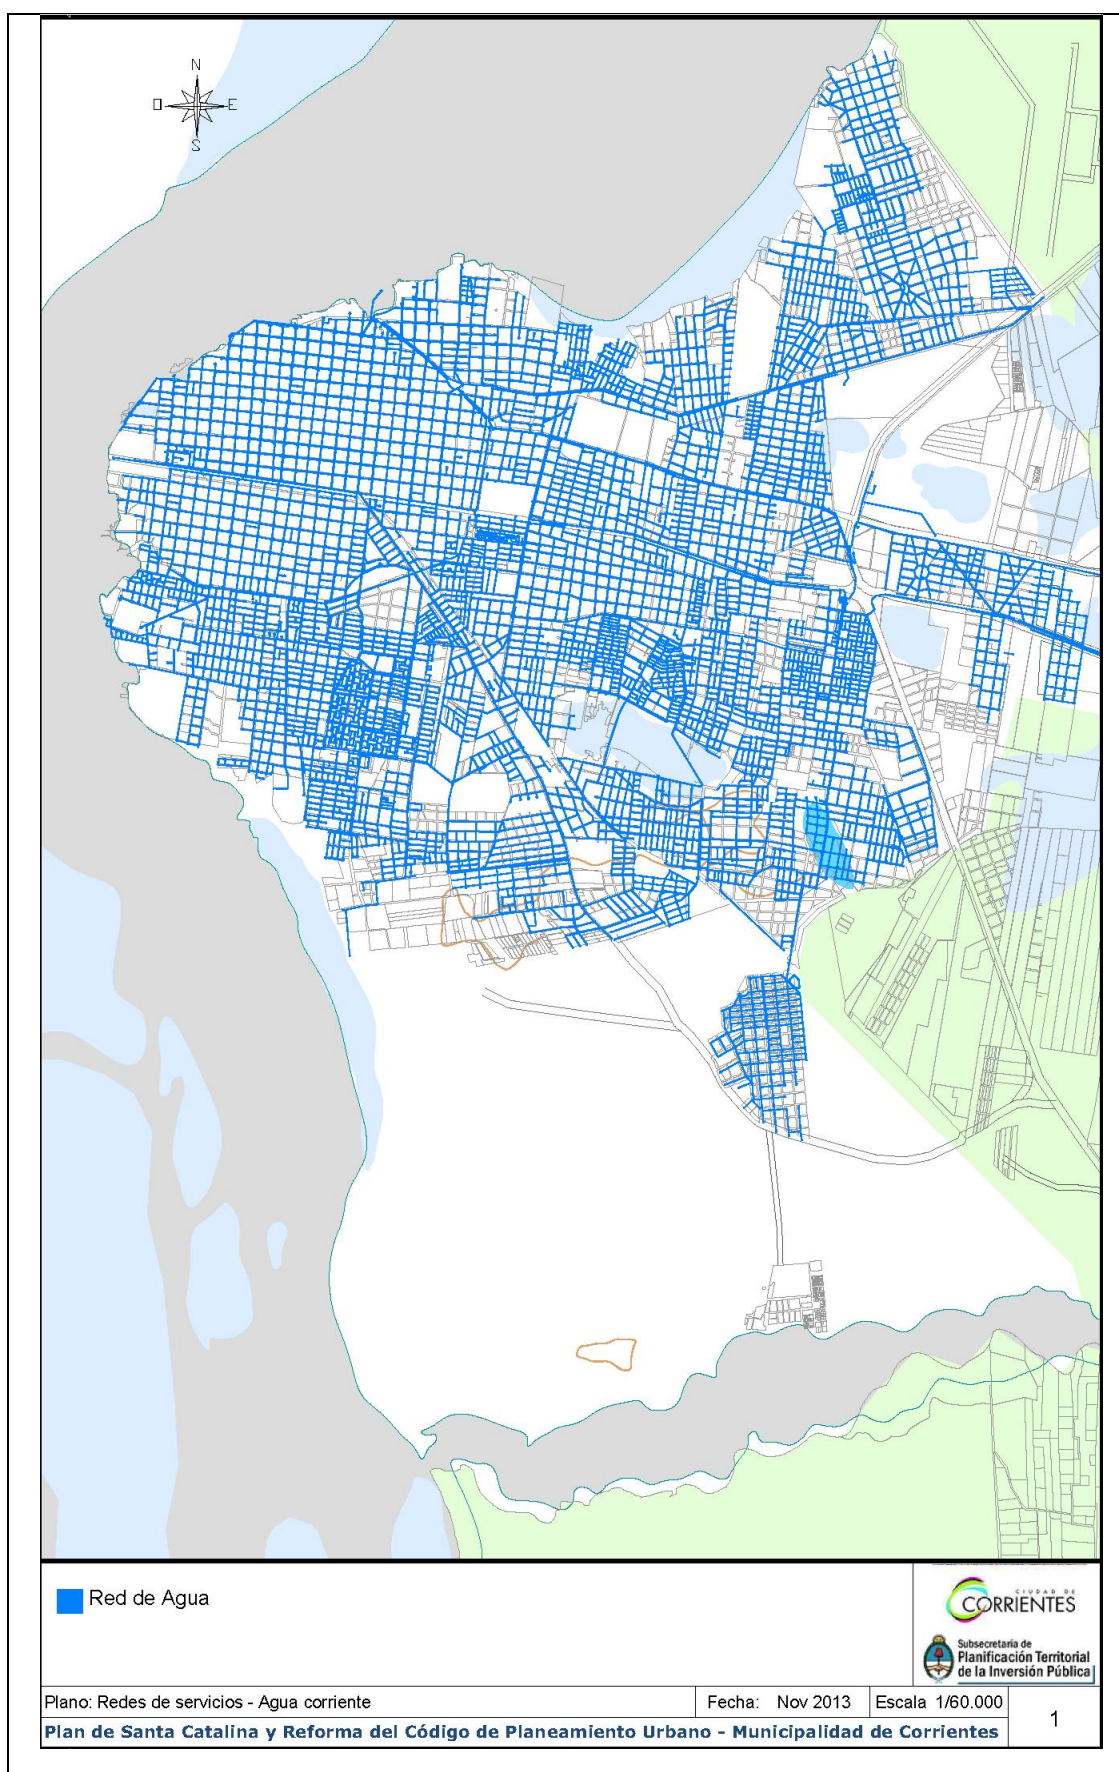 N
O E
S
Red de Agua
CIUDAD DE
CORRIENTES
Subsecretaría de
Planificación Territorial
de la Inversión Pública
Plano: Redes de servicios - Agua corriente
Fecha: Nov 2013
Escala 1/60.000
1
Plan de Santa Catalina y Reforma del Código de Planeamiento Urbano - Municipalidad de Corrientes